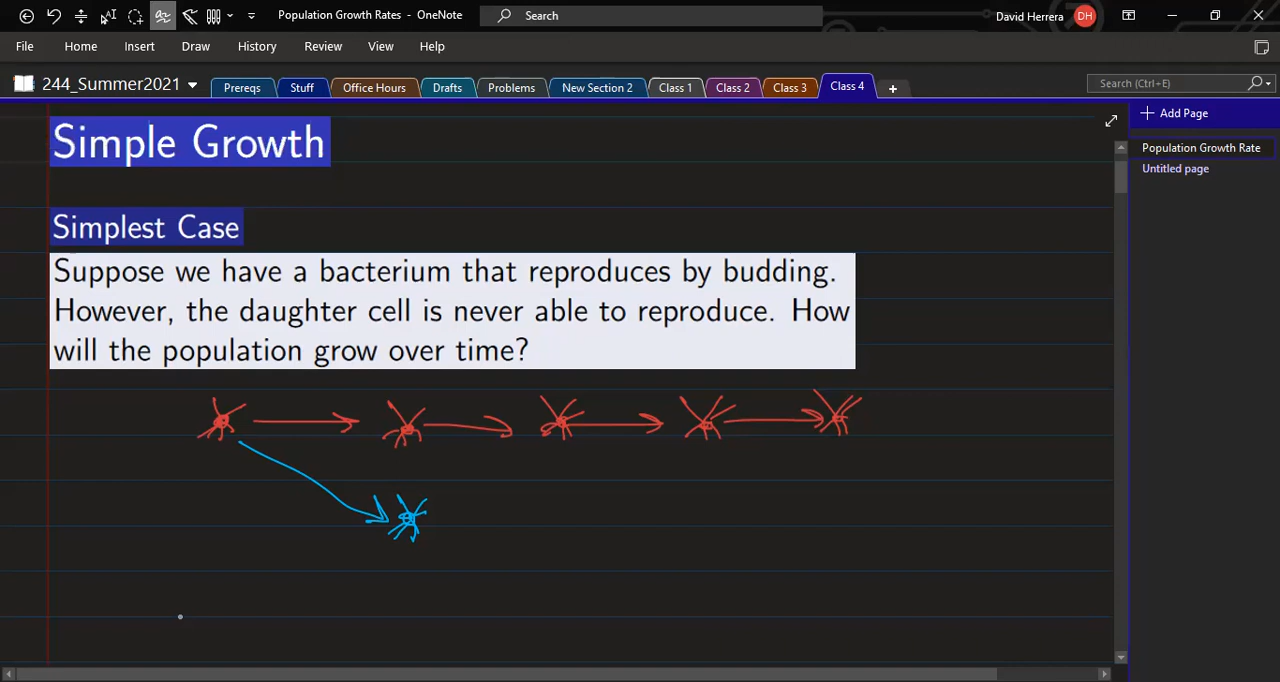 Population Growth Rates - OneNote
Search
David Herrera DH
File Home Insert Draw History Review View Help
244_Summer2021
Prereqs Stuff Office Hours Drafts Problems New Section 2 Class 1 Class 2 Class 3 Class 4 +
Search (Ctrl+E)
Add Page
Population Growth Rate
Untitled page
Simple Growth
Simplest Case
Suppose we have a bacterium that reproduces by budding.
However, the daughter cell is never able to reproduce. How
will the population grow over time?